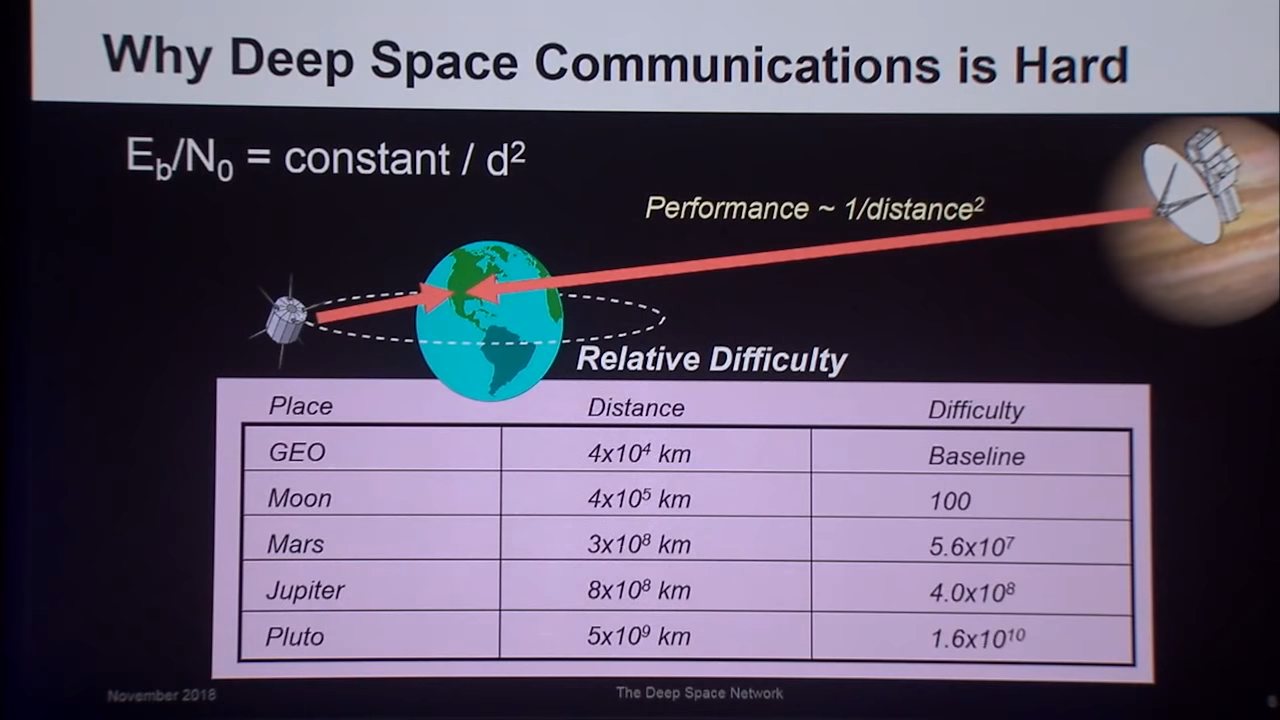 Why Deep Space Communications is Hard
E_b/N_0 = constant / d²
Performance ~ 1/distance²
Relative Difficulty
Place Distance Difficulty
GEO 4x10⁴ km Baseline
Moon 4x10⁵ km 100
Mars 3x10⁸ km 5.6x10⁷
Jupiter 8x10⁸ km 4.0x10⁸
Pluto 5x10⁹ km 1.6x10¹⁰
November 2018 The Deep Space Network